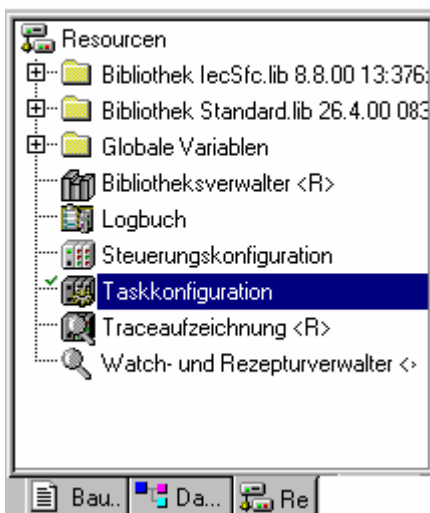 Resourcen
Bibliothek IecSfc.lib 8.8.00 13:376:
Bibliothek Standard.lib 26.4.00 083
Globale Variablen
Bibliotheksverwalter <R>
Logbuch
Steuerungskonfiguration
Taskkonfiguration
Traceaufzeichnung <R>
Watch- und Rezepturverwalter <›
Bau.. Da... Re